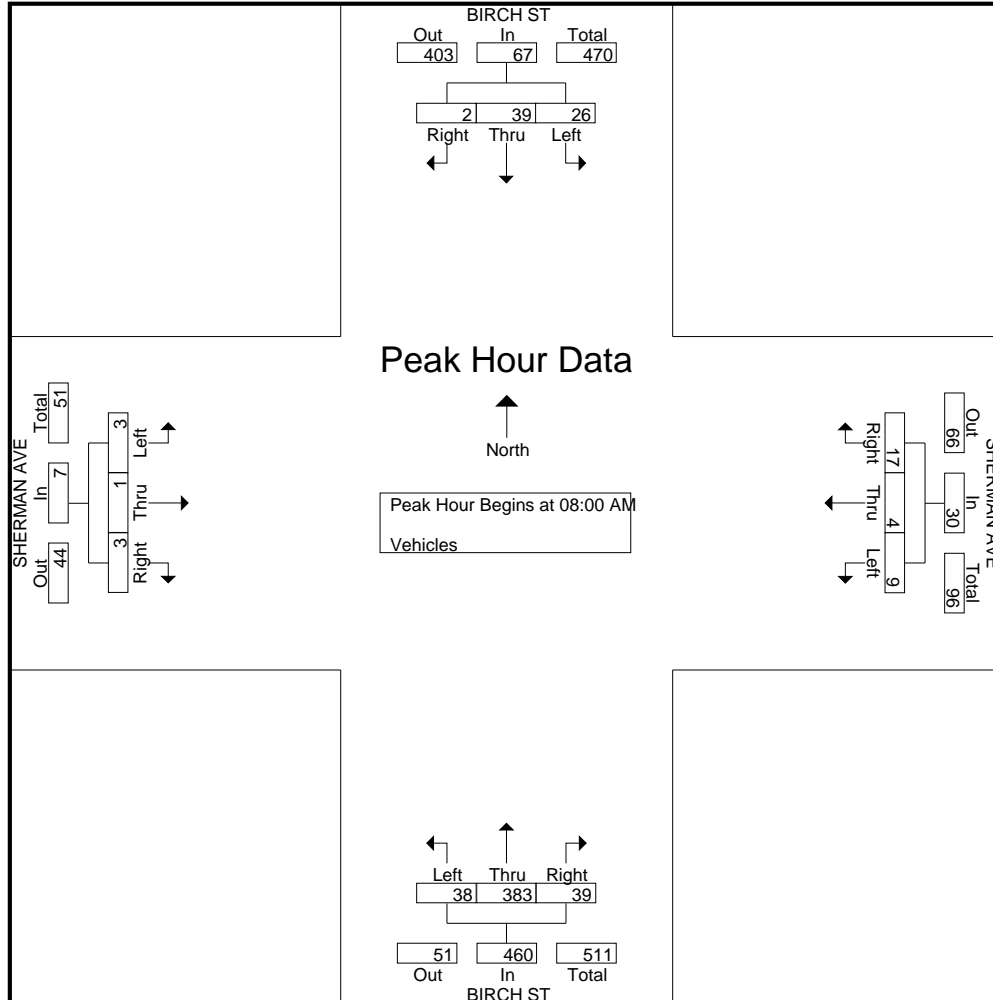 BIRCH ST
Out In Total
403 67 470
2 39 26
Right Thru Left
Peak Hour Data
North
Peak Hour Begins at 08:00 AM
Vehicles
SHERMAN AVE
Out In Total
44 7 51
Right Thru Left
3 1 3
SHERMAN AVE
Out In Total
66 30 96
Right Thru Left
17 4 9
Left Thru Right
38 383 39
51 460 511
Out In Total
BIRCH ST